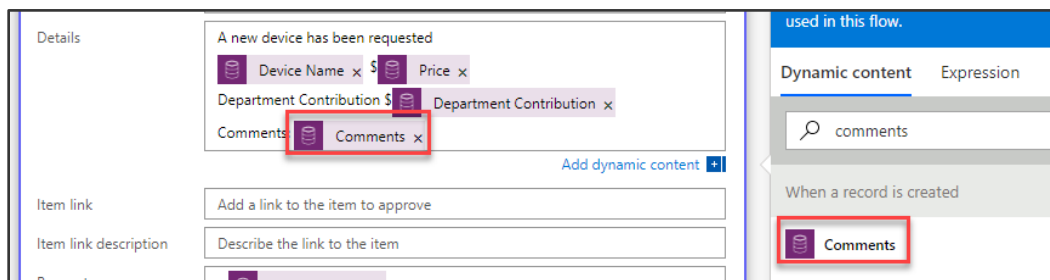 used in this flow.
Details
A new device has been requested
Device Name × $ Price ×
Department Contribution $ Department Contribution ×
Comments: Comments ×
Add dynamic content +
Item link
Add a link to the item to approve
Item link description
Describe the link to the item
Dynamic content Expression
comments
When a record is created
Comments